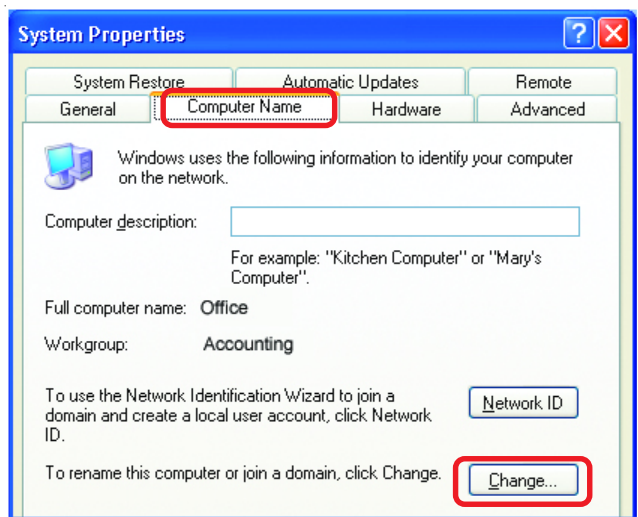 System Properties
System Restore Automatic Updates Remote
General Computer Name Hardware Advanced
Windows uses the following information to identify your computer
on the network.
Computer description:
For example: "Kitchen Computer" or "Mary's
Computer".
Full computer name: Office
Workgroup: Accounting
To use the Network Identification Wizard to join a
domain and create a local user account, click Network
ID.
Network ID
To rename this computer or join a domain, click Change.
Change...